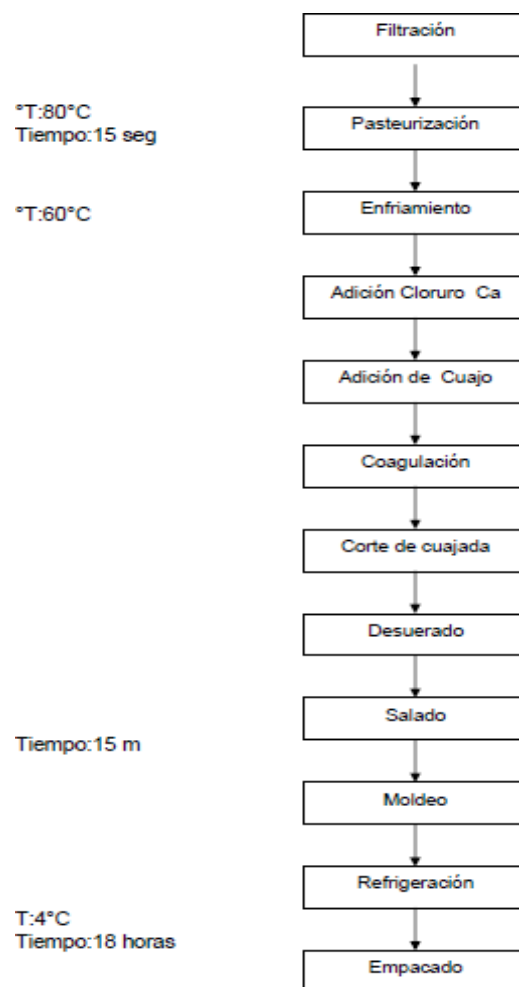 Filtración
°T:80°C
Tiempo:15 seg
Pasteurización
°T:60°C
Enfriamiento
Adición Cloruro Ca
Adición de Cuajo
Coagulación
Corte de cuajada
Desuerado
Salado
Tiempo:15 m
Moldeo
Refrigeración
T:4°C
Tiempo:18 horas
Empacado